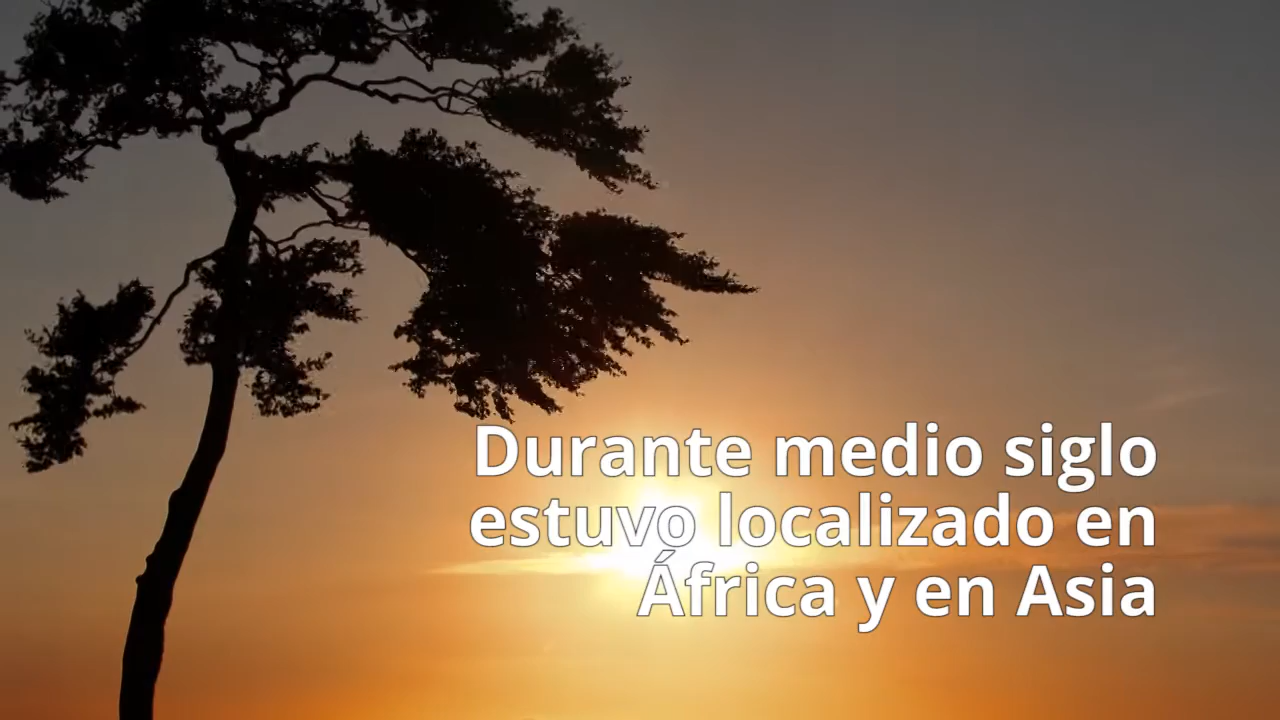 Durante medio siglo
estuvo localizado en
África y en Asia